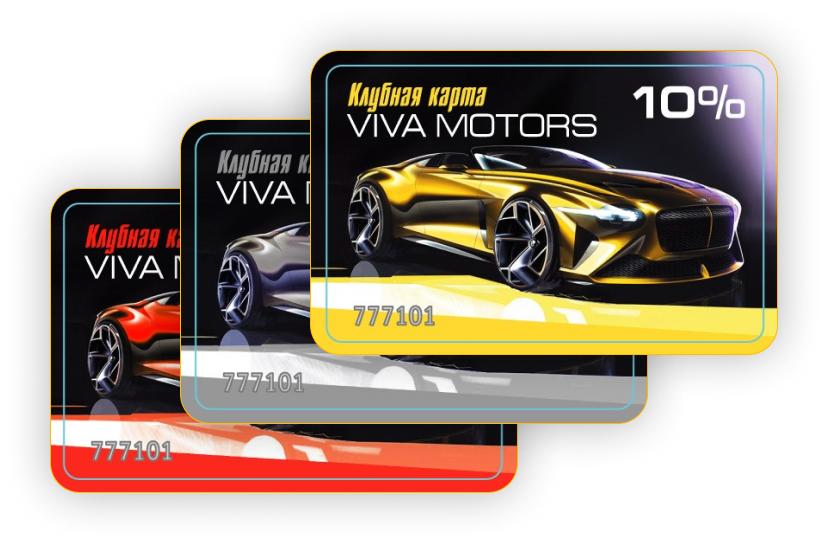 Клубная карта
VIVA MOTORS
10%
777101
Клубная к
VIVA M
777101
Клубная ка
VIVA M
777101